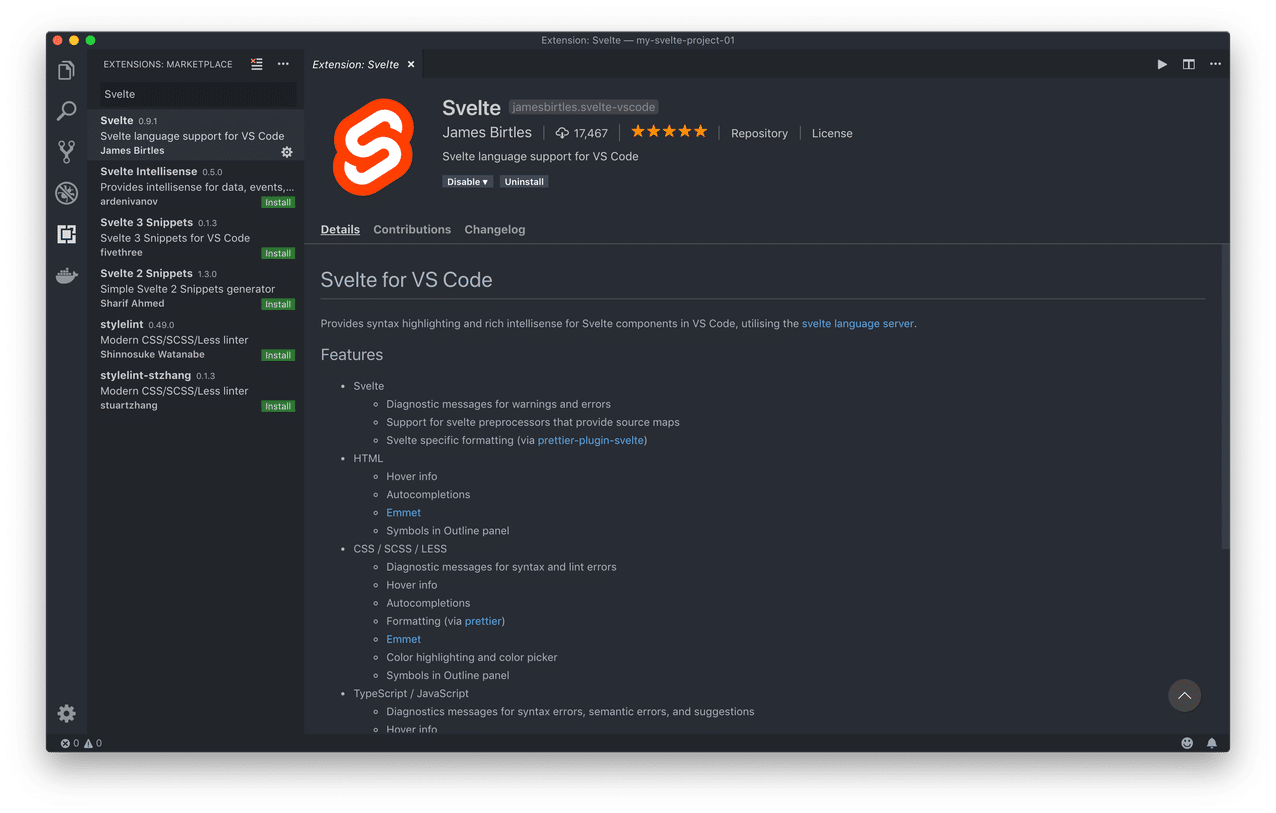 Extension: Svelte — my-svelte-project-01
EXTENSIONS: MARKETPLACE
Svelte
Svelte 0.9.1
Svelte language support for VS Code
James Birtles
Svelte Intellisense 0.5.0
Provides intellisense for data, events,...
ardenivanov
Install
Svelte 3 Snippets 0.1.3
Svelte 3 Snippets for VS Code
fivethree
Install
Svelte 2 Snippets 1.3.0
Simple Svelte 2 Snippets generator
Sharif Ahmed
Install
stylelint 0.49.0
Modern CSS/SCSS/Less linter
Shinnosuke Watanabe
Install
stylelint-stzhang 0.1.3
Modern CSS/SCSS/Less linter
stuartzhang
Install
Extension: Svelte
Svelte jamesbirtles.svelte-vscode
James Birtles 17,467 Repository License
Svelte language support for VS Code
Disable Uninstall
Details Contributions Changelog
Svelte for VS Code
Provides syntax highlighting and rich intellisense for Svelte components in VS Code, utilising the svelte language server.
Features
Svelte
Diagnostic messages for warnings and errors
Support for svelte preprocessors that provide source maps
Svelte specific formatting (via prettier-plugin-svelte)
HTML
Hover info
Autocompletions
Emmet
Symbols in Outline panel
CSS / SCSS / LESS
Diagnostic messages for syntax and lint errors
Hover info
Autocompletions
Formatting (via prettier)
Emmet
Color highlighting and color picker
Symbols in Outline panel
TypeScript / JavaScript
Diagnostics messages for syntax errors, semantic errors, and suggestions
Hover info
0 0